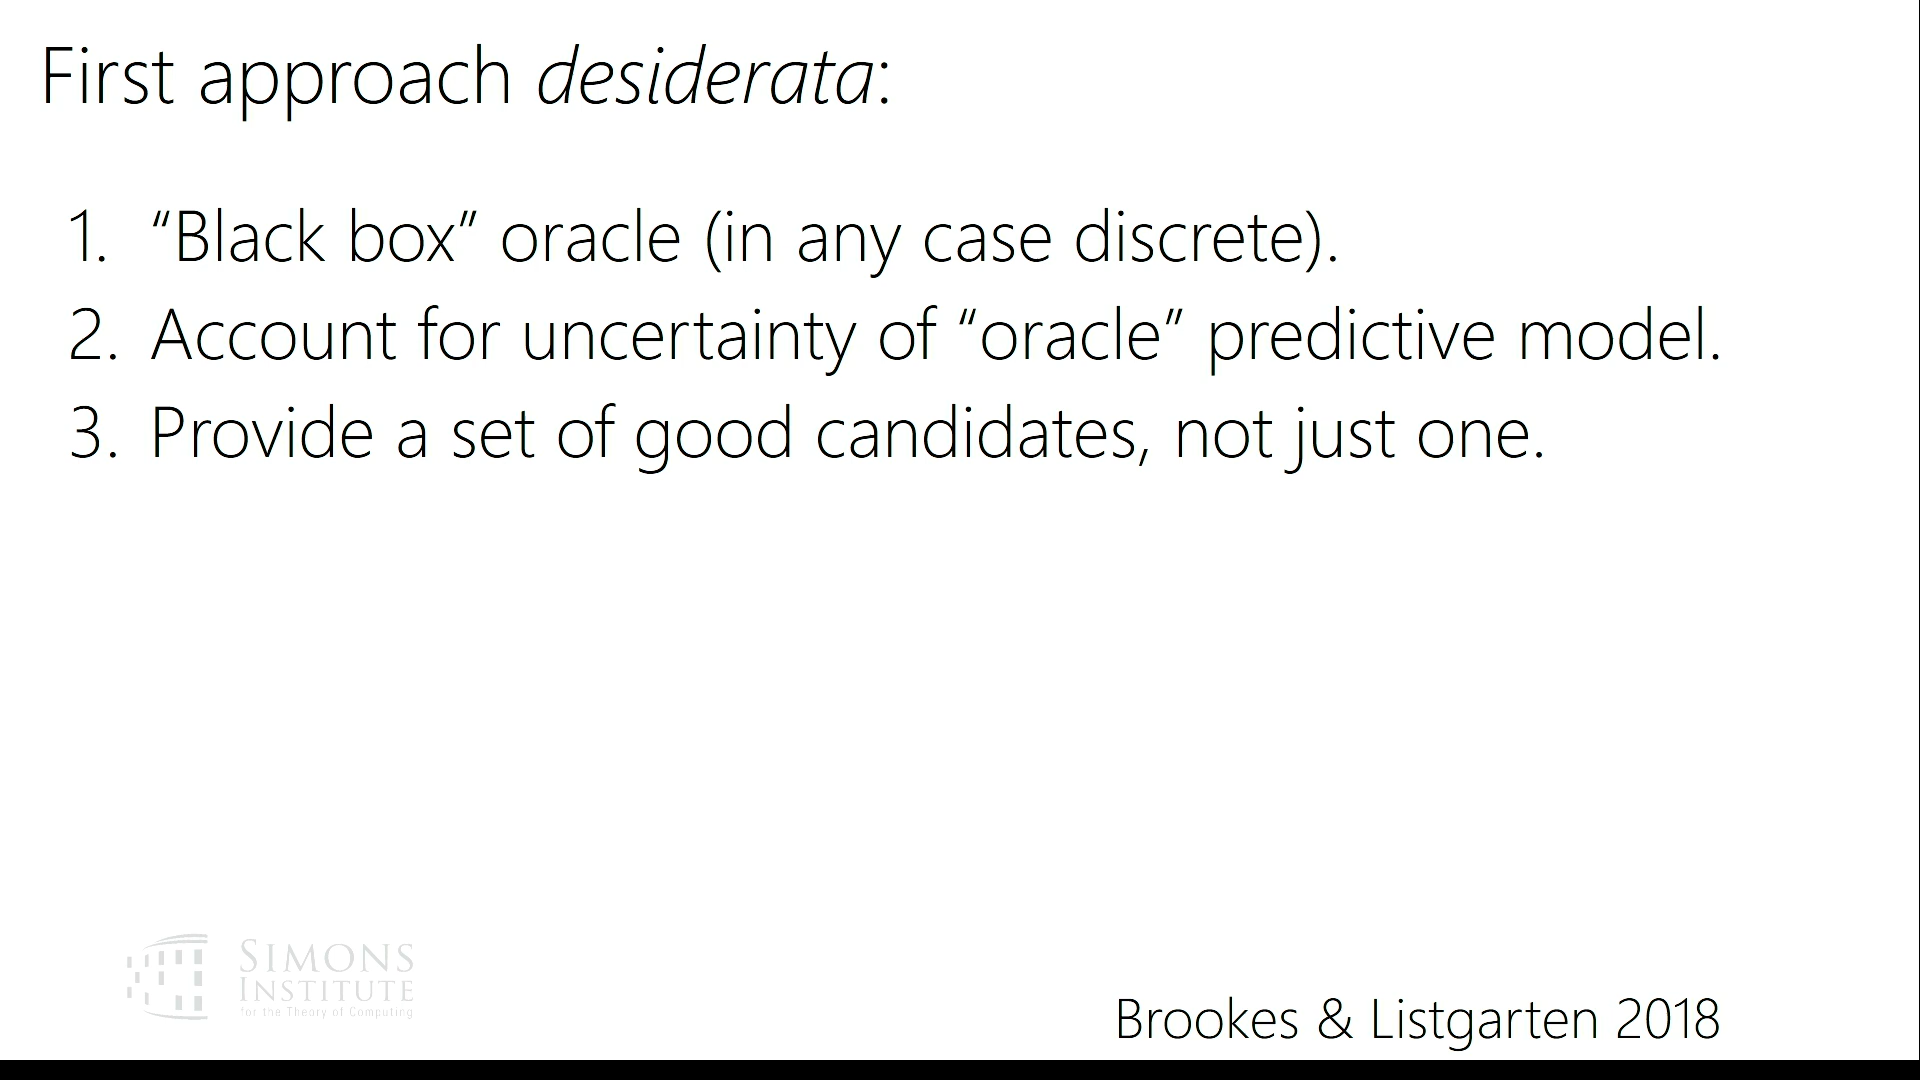 First approach desiderata:
1. “Black box” oracle (in any case discrete).
2. Account for uncertainty of “oracle” predictive model.
3. Provide a set of good candidates, not just one.
SIMONS
INSTITUTE
for the Theory of Computing
Brookes & Listgarten 2018